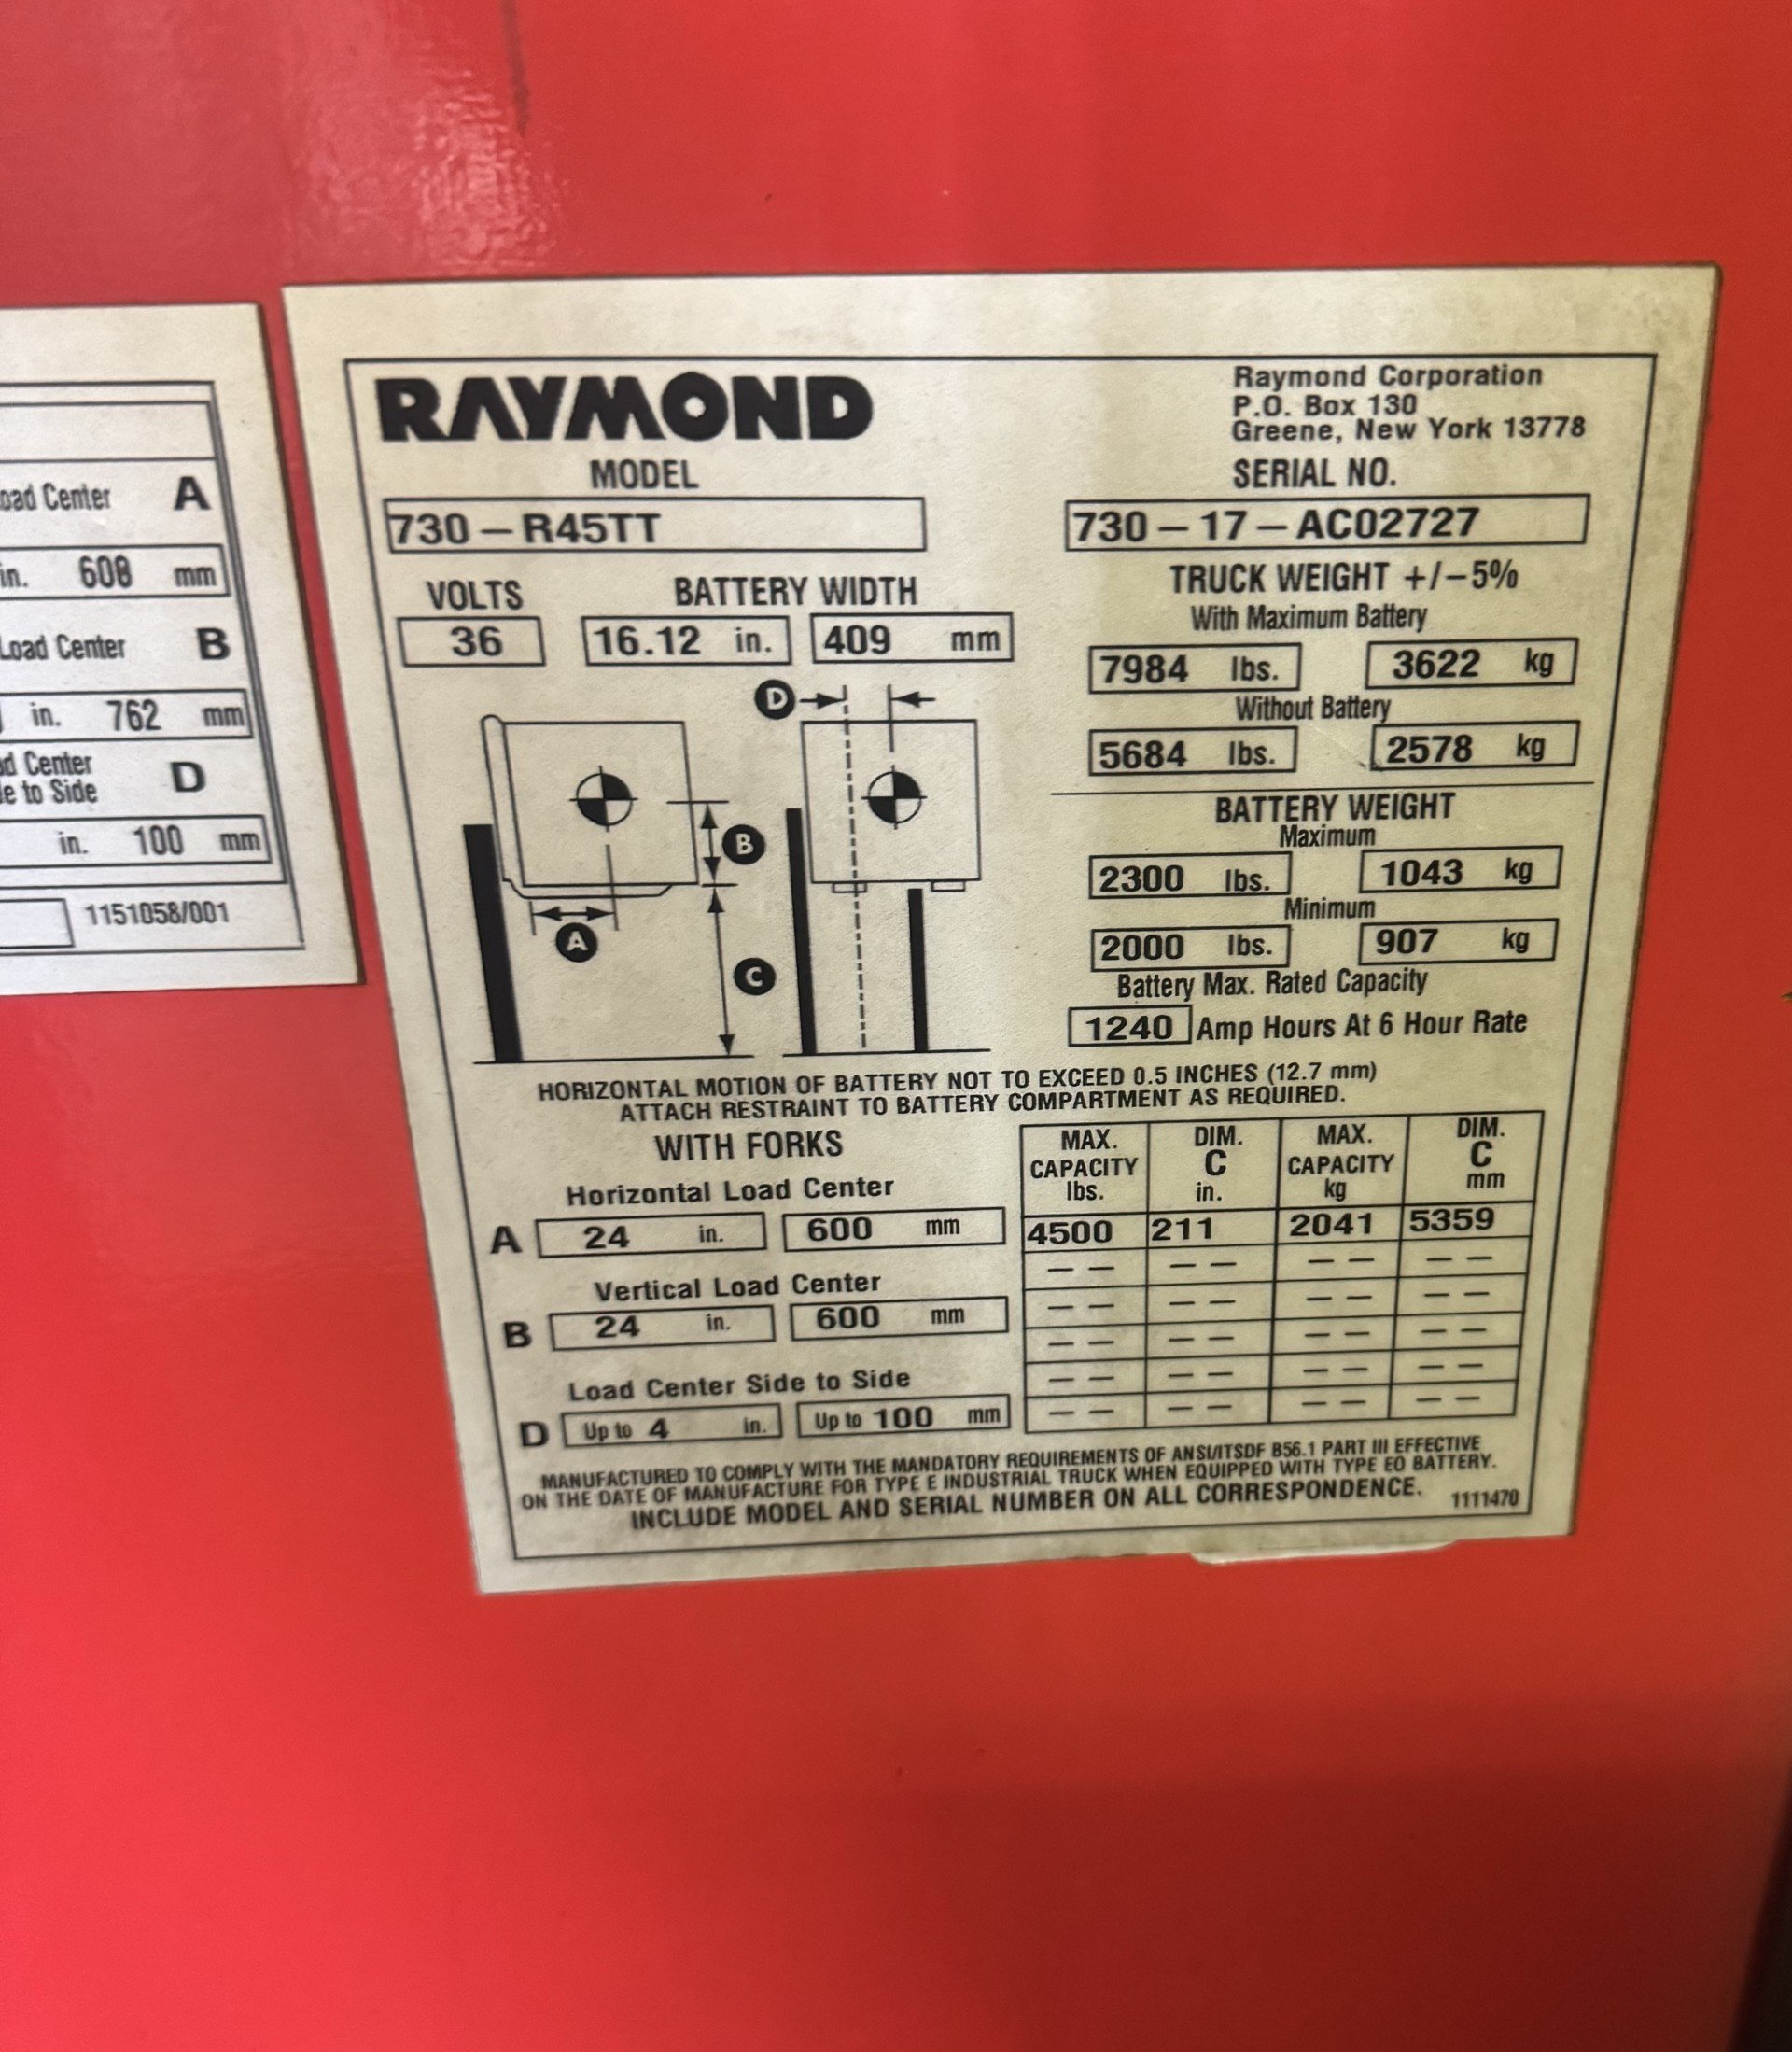 Load Center A
in. 608 mm
Load Center B
in. 762 mm
Center D
to Side
in. 100 mm
1151058/001
RAYMOND
Raymond Corporation
P.O. Box 130
Greene, New York 13778
MODEL
SERIAL NO.
730-R45TT
730-17-AC02727
VOLTS
BATTERY WIDTH
36
16.12 in.
409 mm
TRUCK WEIGHT +/-5%
With Maximum Battery
7984 lbs.
3622 kg
Without Battery
5684 lbs.
2578 kg
BATTERY WEIGHT
Maximum
2300 lbs.
1043 kg
Minimum
2000 lbs.
907 kg
Battery Max. Rated Capacity
1240 Amp Hours At 6 Hour Rate
D
B
A
C
HORIZONTAL MOTION OF BATTERY NOT TO EXCEED 0.5 INCHES (12.7 mm)
ATTACH RESTRAINT TO BATTERY COMPARTMENT AS REQUIRED.
WITH FORKS
Horizontal Load Center
A 24 in. 600 mm
Vertical Load Center
B 24 in. 600 mm
Load Center Side to Side
D Up to 4 in. Up to 100 mm
MAX. CAPACITY lbs.
DIM. C in.
MAX. CAPACITY kg
DIM. C mm
4500 211 2041 5359
-- -- -- --
-- -- -- --
-- -- -- --
-- -- -- --
-- -- -- --
MANUFACTURED TO COMPLY WITH THE MANDATORY REQUIREMENTS OF ANSI/ITSDF B56.1 PART III EFFECTIVE
ON THE DATE OF MANUFACTURE FOR TYPE E INDUSTRIAL TRUCK WHEN EQUIPPED WITH TYPE EO BATTERY.
INCLUDE MODEL AND SERIAL NUMBER ON ALL CORRESPONDENCE.
1111470